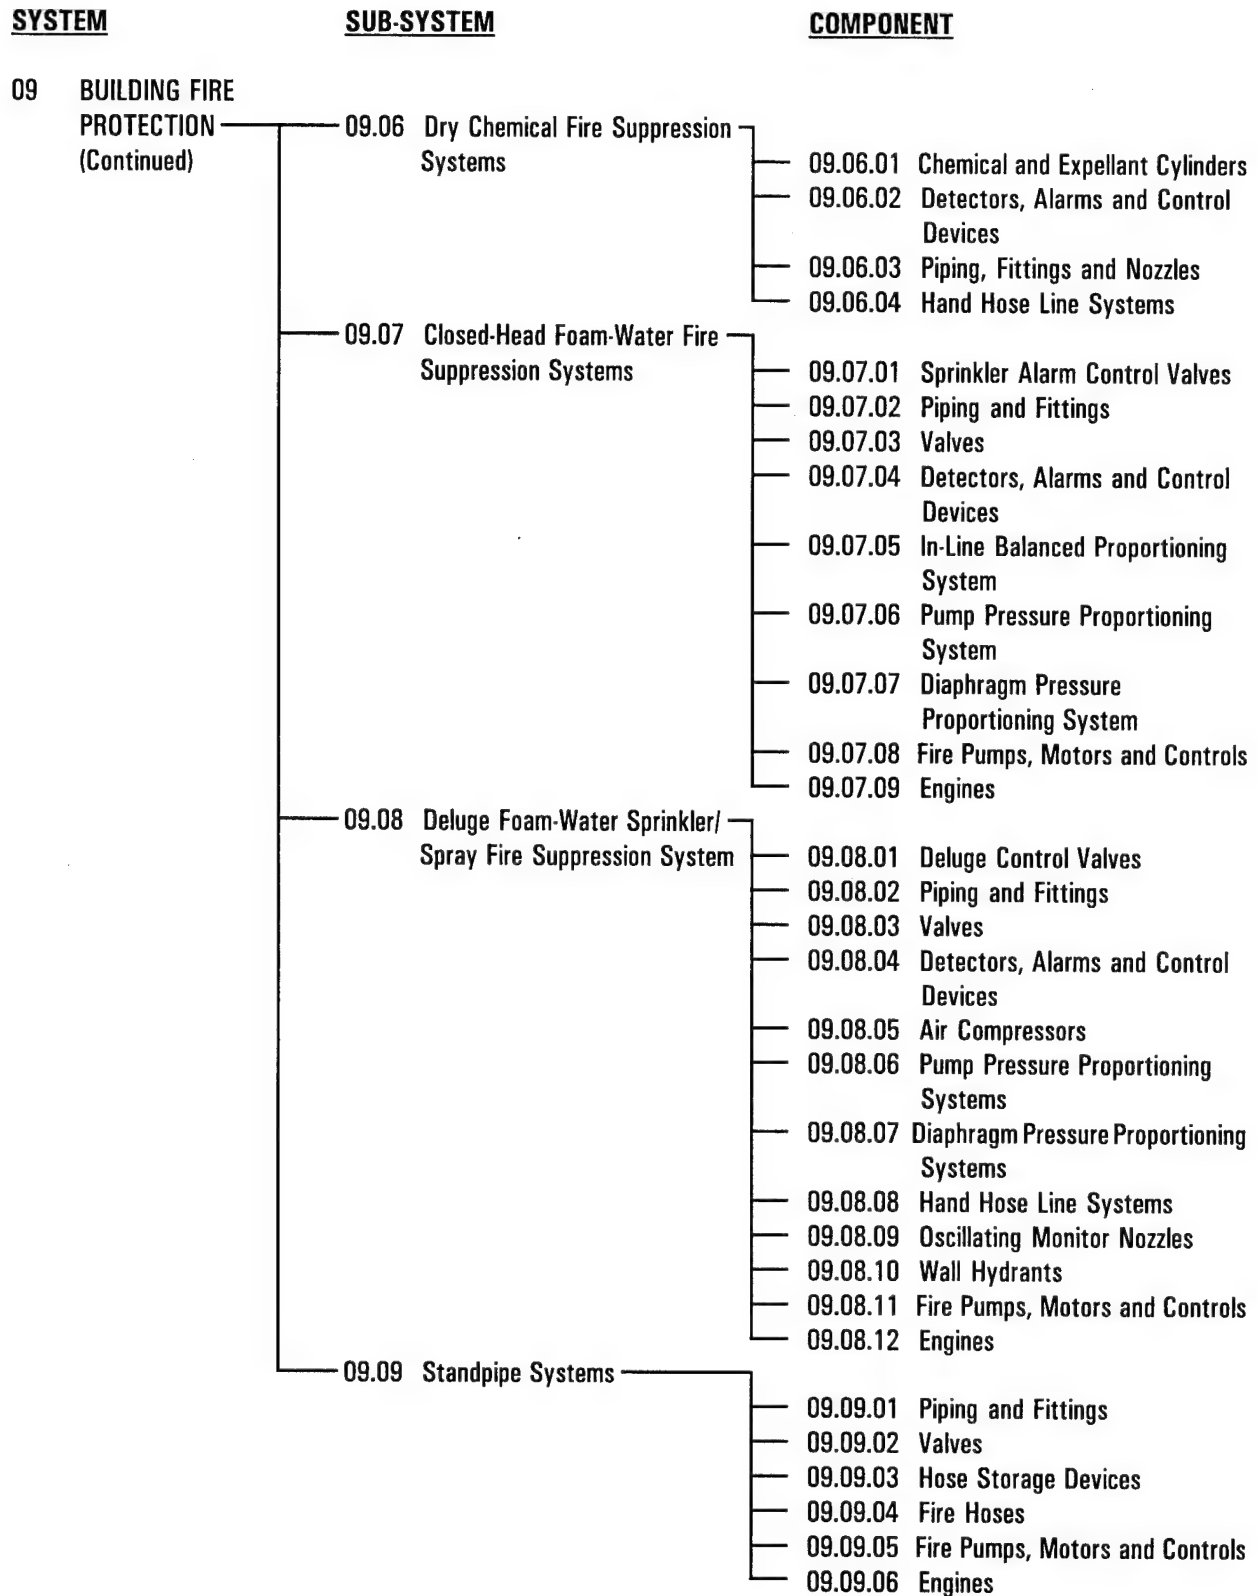 SYSTEM SUB-SYSTEM COMPONENT
09 BUILDING FIRE
PROTECTION 09.06 Dry Chemical Fire Suppression
(Continued) Systems 09.06.01 Chemical and Expellant Cylinders
09.06.02 Detectors, Alarms and Control
Devices
09.06.03 Piping, Fittings and Nozzles
09.06.04 Hand Hose Line Systems
09.07 Closed-Head Foam-Water Fire
Suppression Systems 09.07.01 Sprinkler Alarm Control Valves
09.07.02 Piping and Fittings
09.07.03 Valves
09.07.04 Detectors, Alarms and Control
Devices
09.07.05 In-Line Balanced Proportioning
System
09.07.06 Pump Pressure Proportioning
System
09.07.07 Diaphragm Pressure
Proportioning System
09.07.08 Fire Pumps, Motors and Controls
09.07.09 Engines
09.08 Deluge Foam-Water Sprinkler/
Spray Fire Suppression System 09.08.01 Deluge Control Valves
09.08.02 Piping and Fittings
09.08.03 Valves
09.08.04 Detectors, Alarms and Control
Devices
09.08.05 Air Compressors
09.08.06 Pump Pressure Proportioning
Systems
09.08.07 Diaphragm Pressure Proportioning
Systems
09.08.08 Hand Hose Line Systems
09.08.09 Oscillating Monitor Nozzles
09.08.10 Wall Hydrants
09.08.11 Fire Pumps, Motors and Controls
09.08.12 Engines
09.09 Standpipe Systems
09.09.01 Piping and Fittings
09.09.02 Valves
09.09.03 Hose Storage Devices
09.09.04 Fire Hoses
09.09.05 Fire Pumps, Motors and Controls
09.09.06 Engines